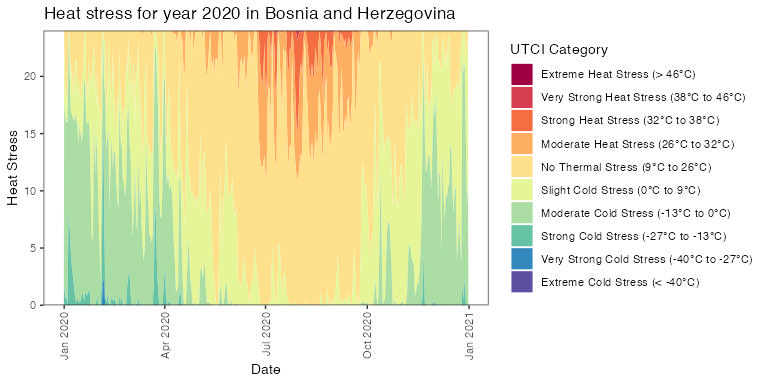 Heat stress for year 2020 in Bosnia and Herzegovina
Heat Stress
20
15
10
5
0
Jan 2020
Apr 2020
Jul 2020
Oct 2020
Jan 2021
Date
UTCI Category
Extreme Heat Stress (> 46°C)
Very Strong Heat Stress (38°C to 46°C)
Strong Heat Stress (32°C to 38°C)
Moderate Heat Stress (26°C to 32°C)
No Thermal Stress (9°C to 26°C)
Slight Cold Stress (0°C to 9°C)
Moderate Cold Stress (-13°C to 0°C)
Strong Cold Stress (-27°C to -13°C)
Very Strong Cold Stress (-40°C to -27°C)
Extreme Cold Stress (< -40°C)